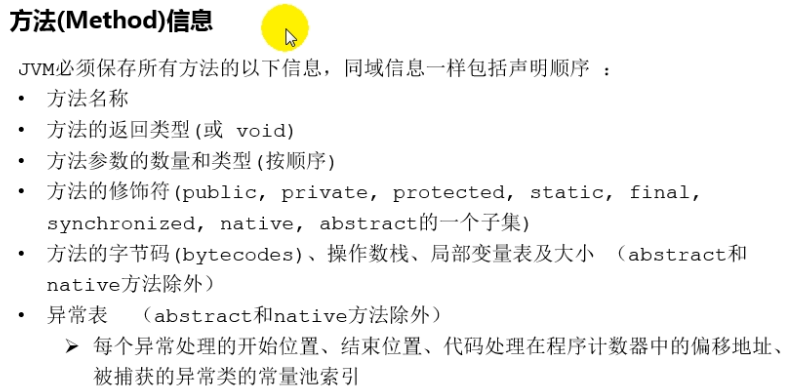 方法(Method)信息
JVM必须保存所有方法的以下信息，同域信息一样包括声明顺序 ：
• 方法名称
• 方法的返回类型(或 void)
• 方法参数的数量和类型(按顺序)
• 方法的修饰符(public, private, protected, static, final,
synchronized, native, abstract的一个子集)
• 方法的字节码(bytecodes)、操作数栈、局部变量表及大小 （abstract和
native方法除外）
• 异常表 （abstract和native方法除外）
➢ 每个异常处理的开始位置、结束位置、代码处理在程序计数器中的偏移地址、
被捕获的异常类的常量池索引